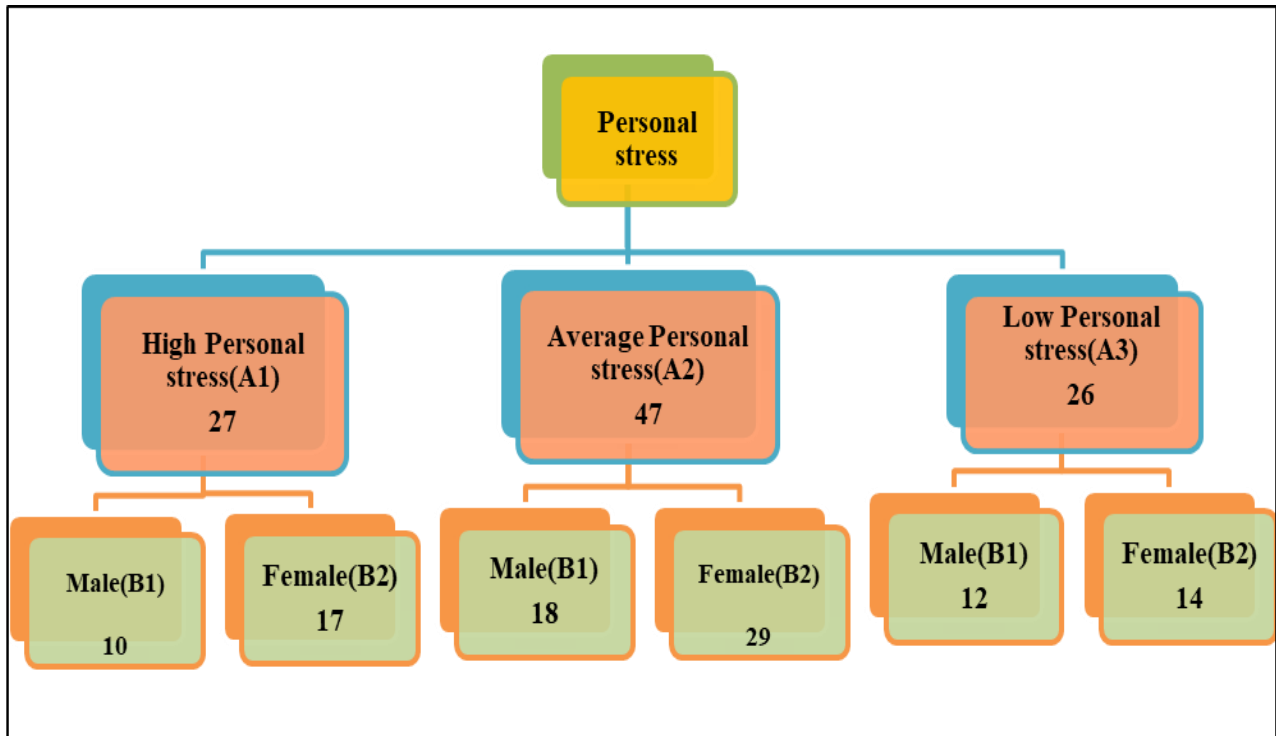 Personal
stress
High Personal
stress(A1)
27
Average Personal
stress(A2)
47
Low Personal
stress(A3)
26
Male(B1)
10
Female(B2)
17
Male(B1)
18
Female(B2)
29
Male(B1)
12
Female(B2)
14